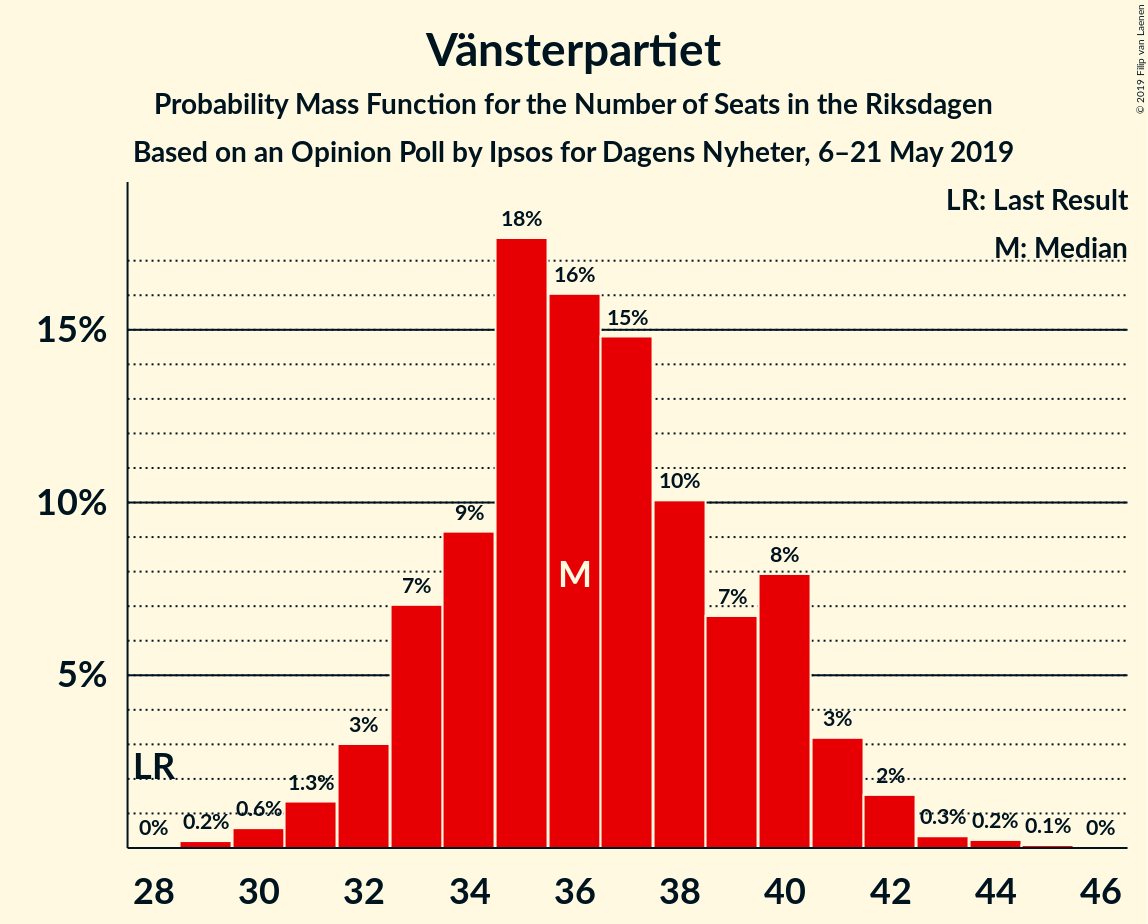 Vänsterpartiet
Probability Mass Function for the Number of Seats in the Riksdagen
Based on an Opinion Poll by Ipsos for Dagens Nyheter, 6–21 May 2019
© 2019 Filip van Laenen
LR: Last Result
M: Median
15%
10%
5%
LR
0%
0.2%
0.6%
1.3%
3%
7%
9%
18%
16%
M
15%
10%
7%
8%
3%
2%
0.3%
0.2%
0.1%
0%
28 30 32 34 36 38 40 42 44 46